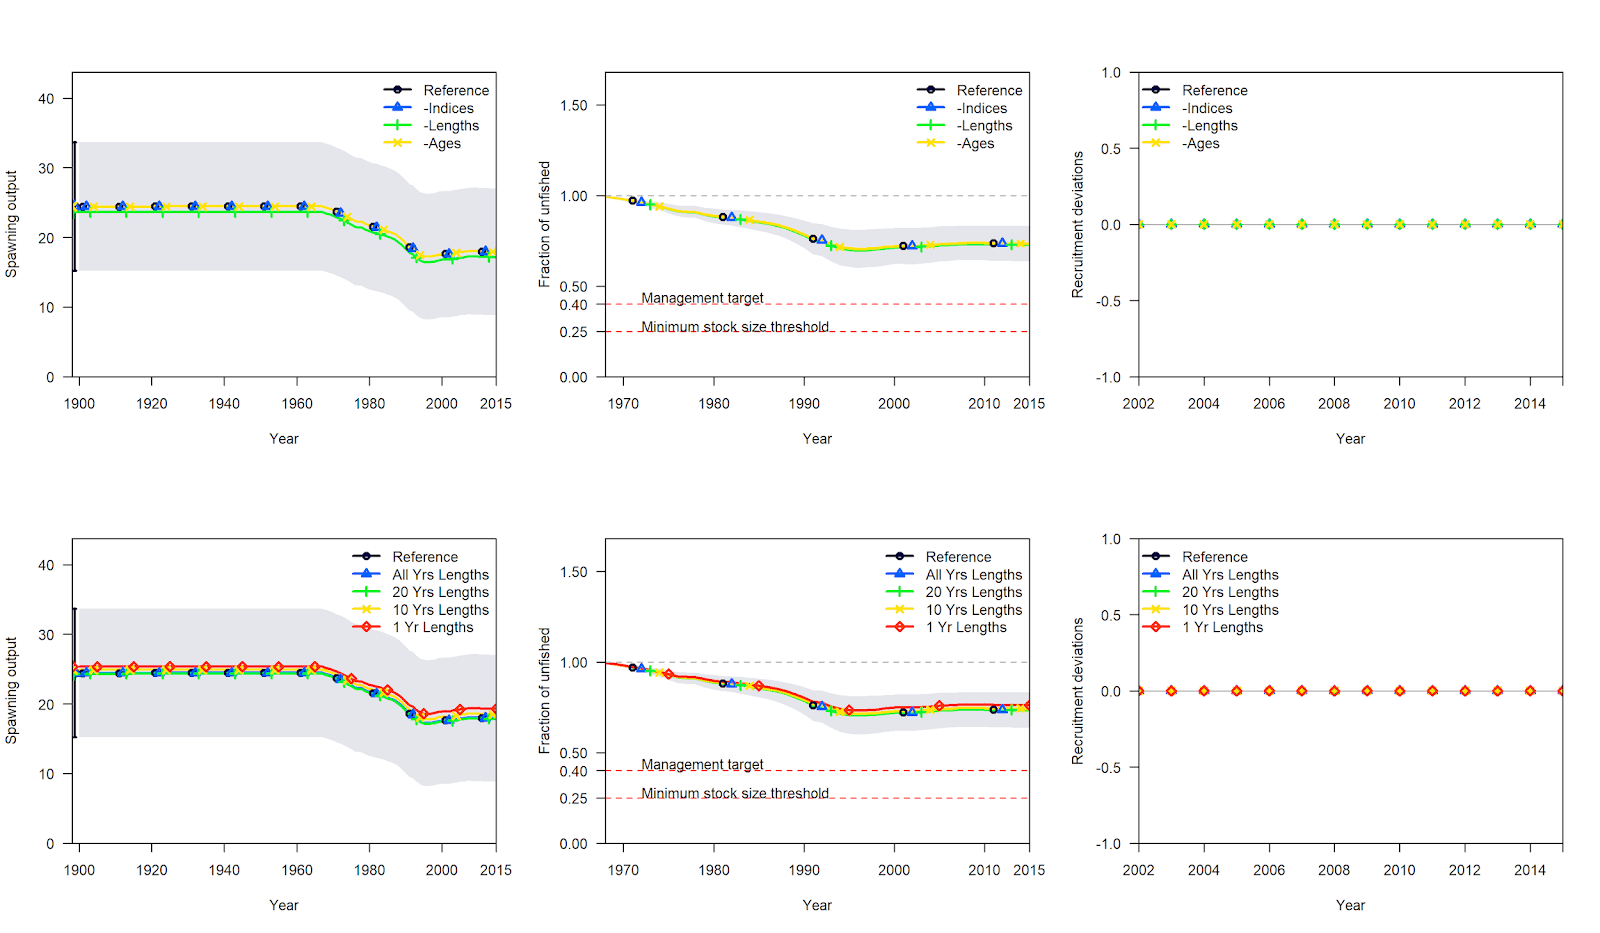 Spawning output
40
30
20
10
0
Reference
-Indices
-Lengths
-Ages
1900 1920 1940 1960 1980 2000 2015
Year
Fraction of unfished
1.50
1.00
0.50
0.40
0.25
0.00
Reference
-Indices
-Lengths
-Ages
Management target
Minimum stock size threshold
1970 1980 1990 2000 2010 2015
Year
Recruitment deviations
1.0
0.5
0.0
-0.5
-1.0
Reference
-Indices
-Lengths
-Ages
2002 2004 2006 2008 2010 2012 2014
Year
Spawning output
40
30
20
10
0
Reference
All Yrs Lengths
20 Yrs Lengths
10 Yrs Lengths
1 Yr Lengths
1900 1920 1940 1960 1980 2000 2015
Year
Fraction of unfished
1.50
1.00
0.50
0.40
0.25
0.00
Reference
All Yrs Lengths
20 Yrs Lengths
10 Yrs Lengths
1 Yr Lengths
Management target
Minimum stock size threshold
1970 1980 1990 2000 2010 2015
Year
Recruitment deviations
1.0
0.5
0.0
-0.5
-1.0
Reference
All Yrs Lengths
20 Yrs Lengths
10 Yrs Lengths
1 Yr Lengths
2002 2004 2006 2008 2010 2012 2014
Year